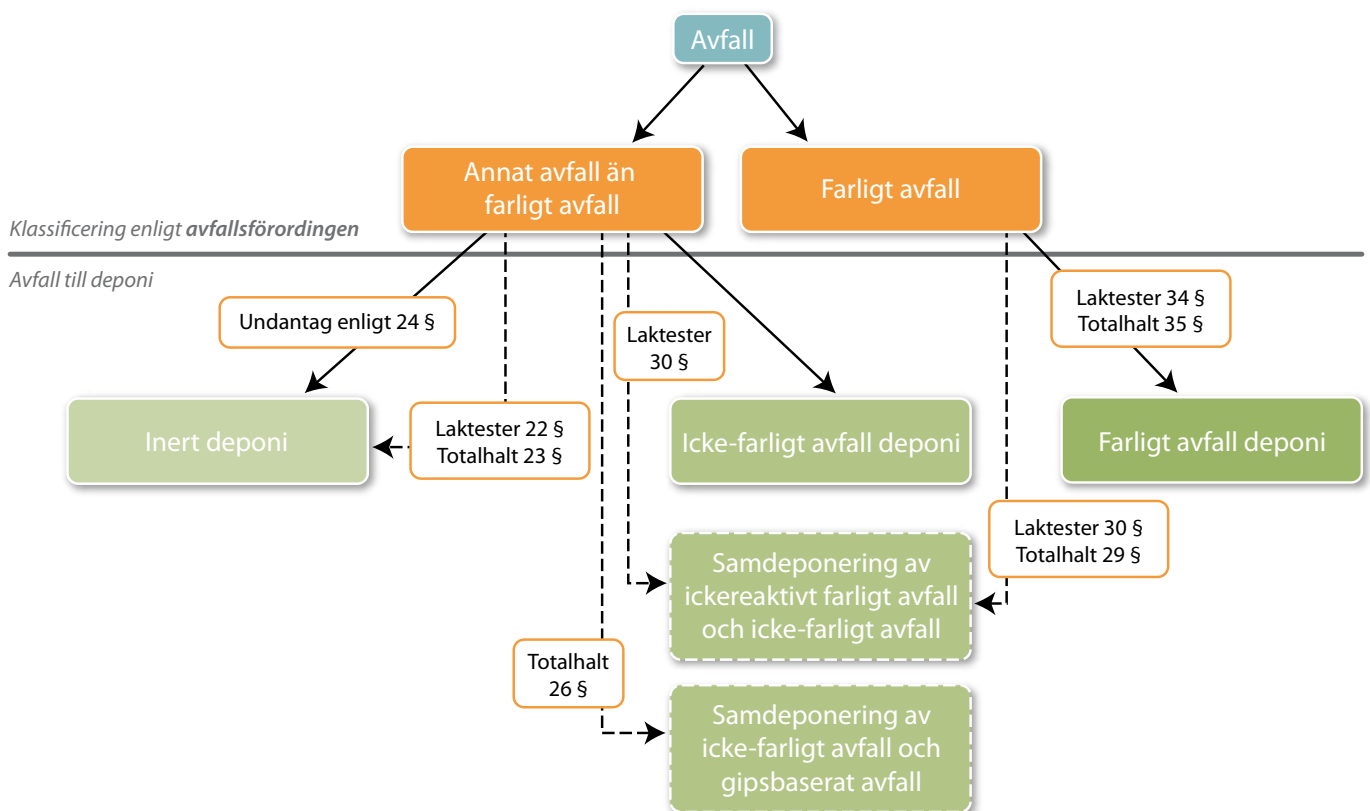 Avfall
Annat avfall än
farligt avfall
Farligt avfall
Klassificering enligt avfallsförordingen
Avfall till deponi
Undantag enligt 24 §
Laktester
30 §
Laktester 34 §
Totalhalt 35 §
Inert deponi
Laktester 22 §
Totalhalt 23 §
Icke-farligt avfall deponi
Farligt avfall deponi
Laktester 30 §
Totalhalt 29 §
Samdeponering av
ickereaktivt farligt avfall
och icke-farligt avfall
Totalhalt
26 §
Samdeponering av
icke-farligt avfall och
gipsbaserat avfall